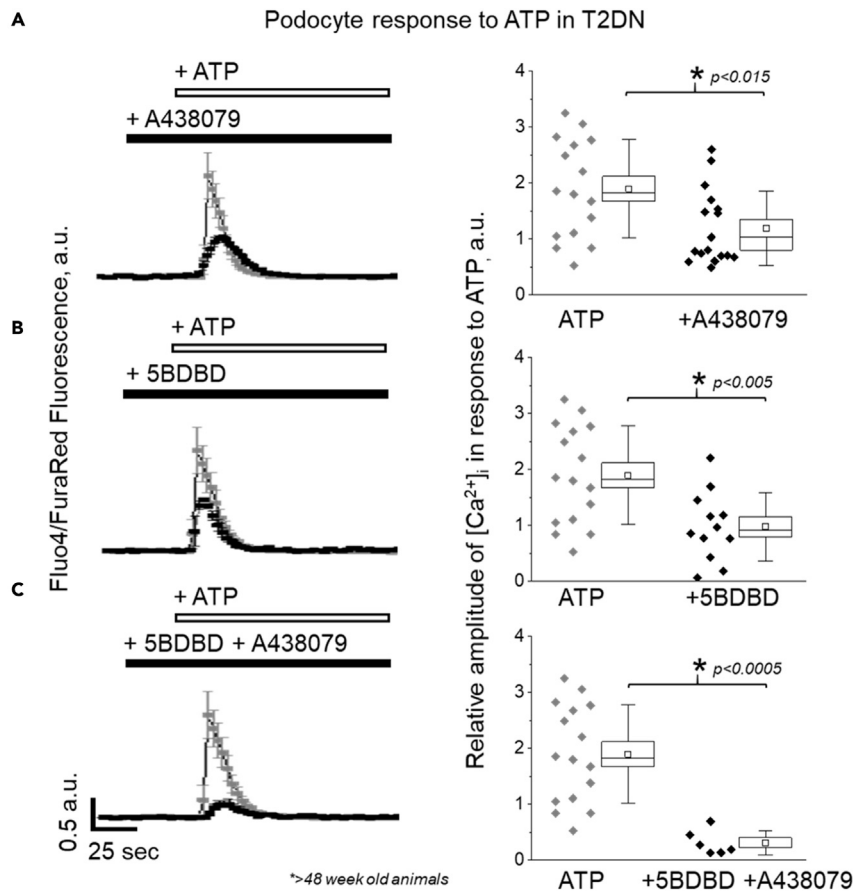 A
Podocyte response to ATP in T2DN
+ ATP
+ A438079
4
3
2
1
0
* p<0.015
ATP
+A438079
B
+ ATP
+ 5BDBD
4
3
2
1
0
* p<0.005
ATP
+5BDBD
C
+ ATP
+ 5BDBD + A438079
4
3
2
1
0
* p<0.0005
ATP
+5BDBD +A438079
Fluo4/FuraRed Fluorescence, a.u.
Relative amplitude of [Ca²⁺]ᵢ in response to ATP, a.u.
0.5 a.u.
25 sec
*>48 week old animals